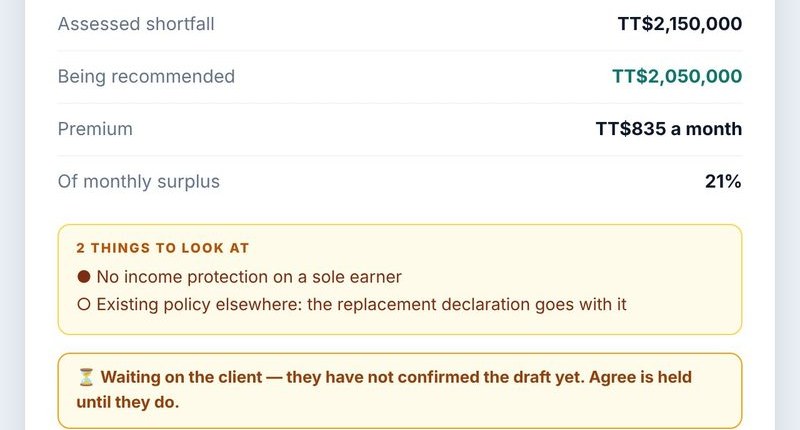 Assessed shortfall TT$2,150,000
Being recommended TT$2,050,000
Premium TT$835 a month
Of monthly surplus 21%
2 THINGS TO LOOK AT
● No income protection on a sole earner
○ Existing policy elsewhere: the replacement declaration goes with it
⏳ Waiting on the client — they have not confirmed the draft yet. Agree is held
until they do.